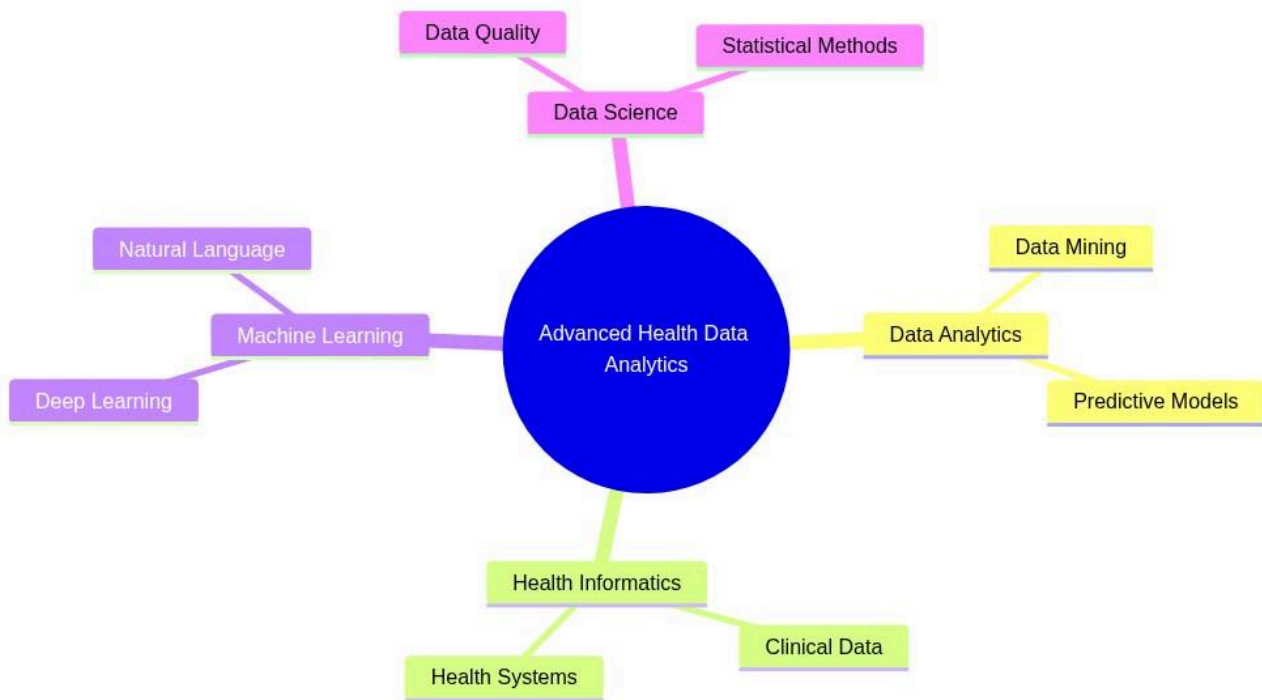 Data Quality
Statistical Methods
Data Science
Natural Language
Data Mining
Machine Learning
Advanced Health Data
Analytics
Data Analytics
Deep Learning
Predictive Models
Health Informatics
Clinical Data
Health Systems